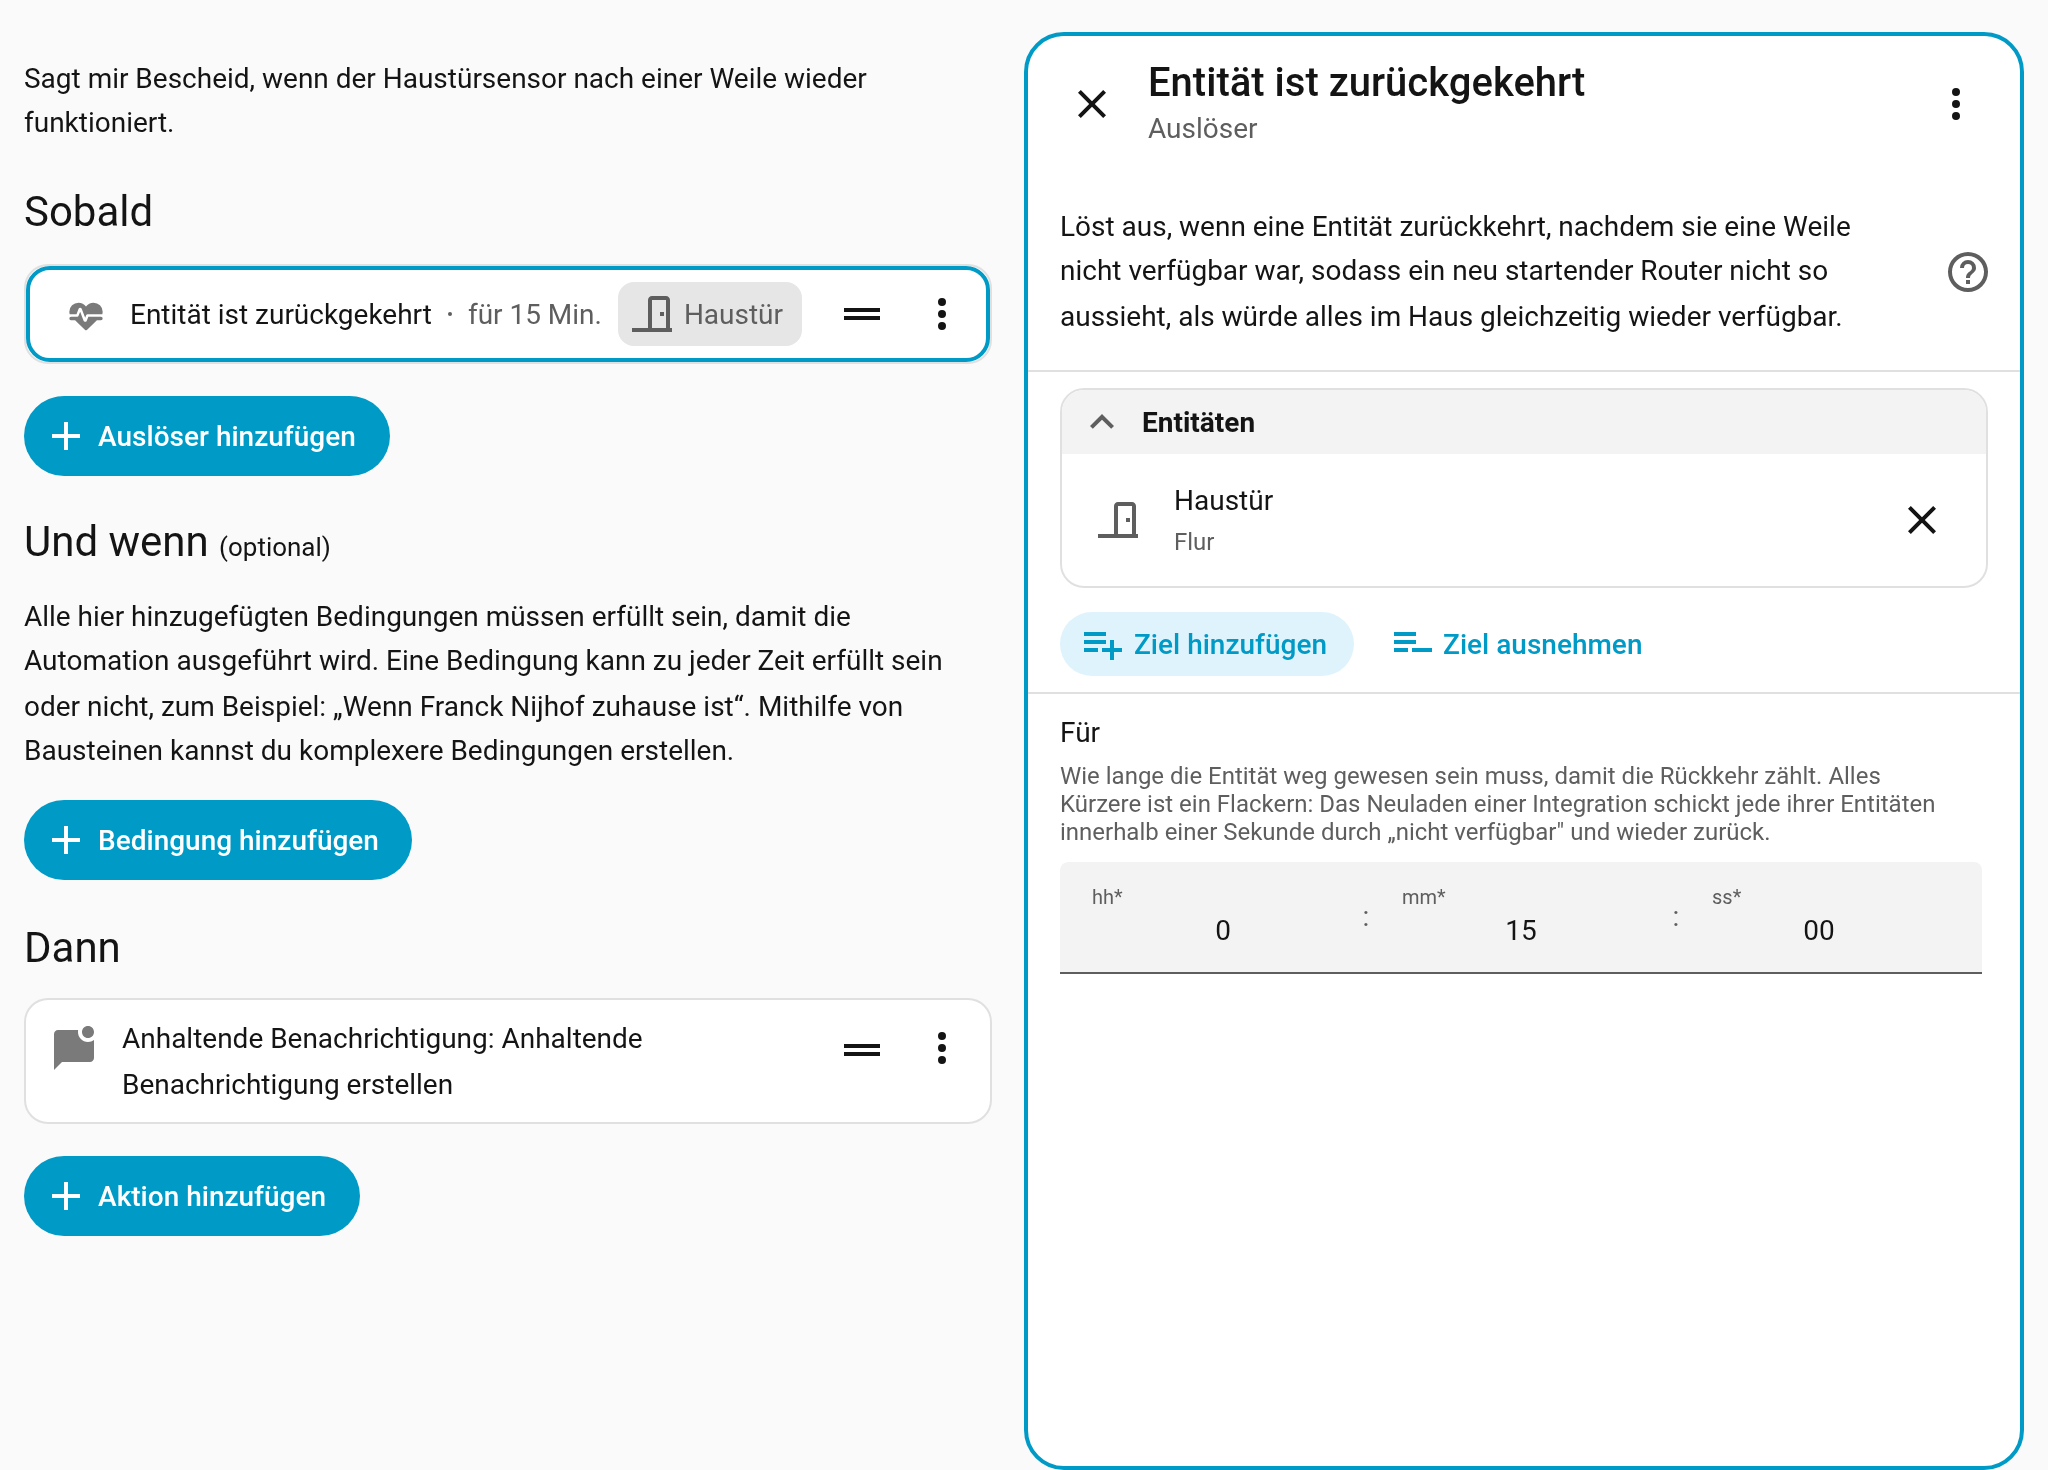 Sagt mir Bescheid, wenn der Haustürsensor nach einer Weile wieder
funktioniert.
Sobald
Entität ist zurückgekehrt · für 15 Min. Haustür
Auslöser hinzufügen
Und wenn (optional)
Alle hier hinzugefügten Bedingungen müssen erfüllt sein, damit die
Automation ausgeführt wird. Eine Bedingung kann zu jeder Zeit erfüllt sein
oder nicht, zum Beispiel: „Wenn Franck Nijhof zuhause ist“. Mithilfe von
Bausteinen kannst du komplexere Bedingungen erstellen.
Bedingung hinzufügen
Dann
Anhaltende Benachrichtigung: Anhaltende
Benachrichtigung erstellen
Aktion hinzufügen
Entität ist zurückgekehrt
Auslöser
Löst aus, wenn eine Entität zurückkehrt, nachdem sie eine Weile
nicht verfügbar war, sodass ein neu startender Router nicht so
aussieht, als würde alles im Haus gleichzeitig wieder verfügbar.
Entitäten
Haustür
Flur
Ziel hinzufügen
Ziel ausnehmen
Für
Wie lange die Entität weg gewesen sein muss, damit die Rückkehr zählt. Alles
Kürzere ist ein Flackern: Das Neuladen einer Integration schickt jede ihrer Entitäten
innerhalb einer Sekunde durch „nicht verfügbar" und wieder zurück.
hh* mm* ss*
0 : 15 : 00